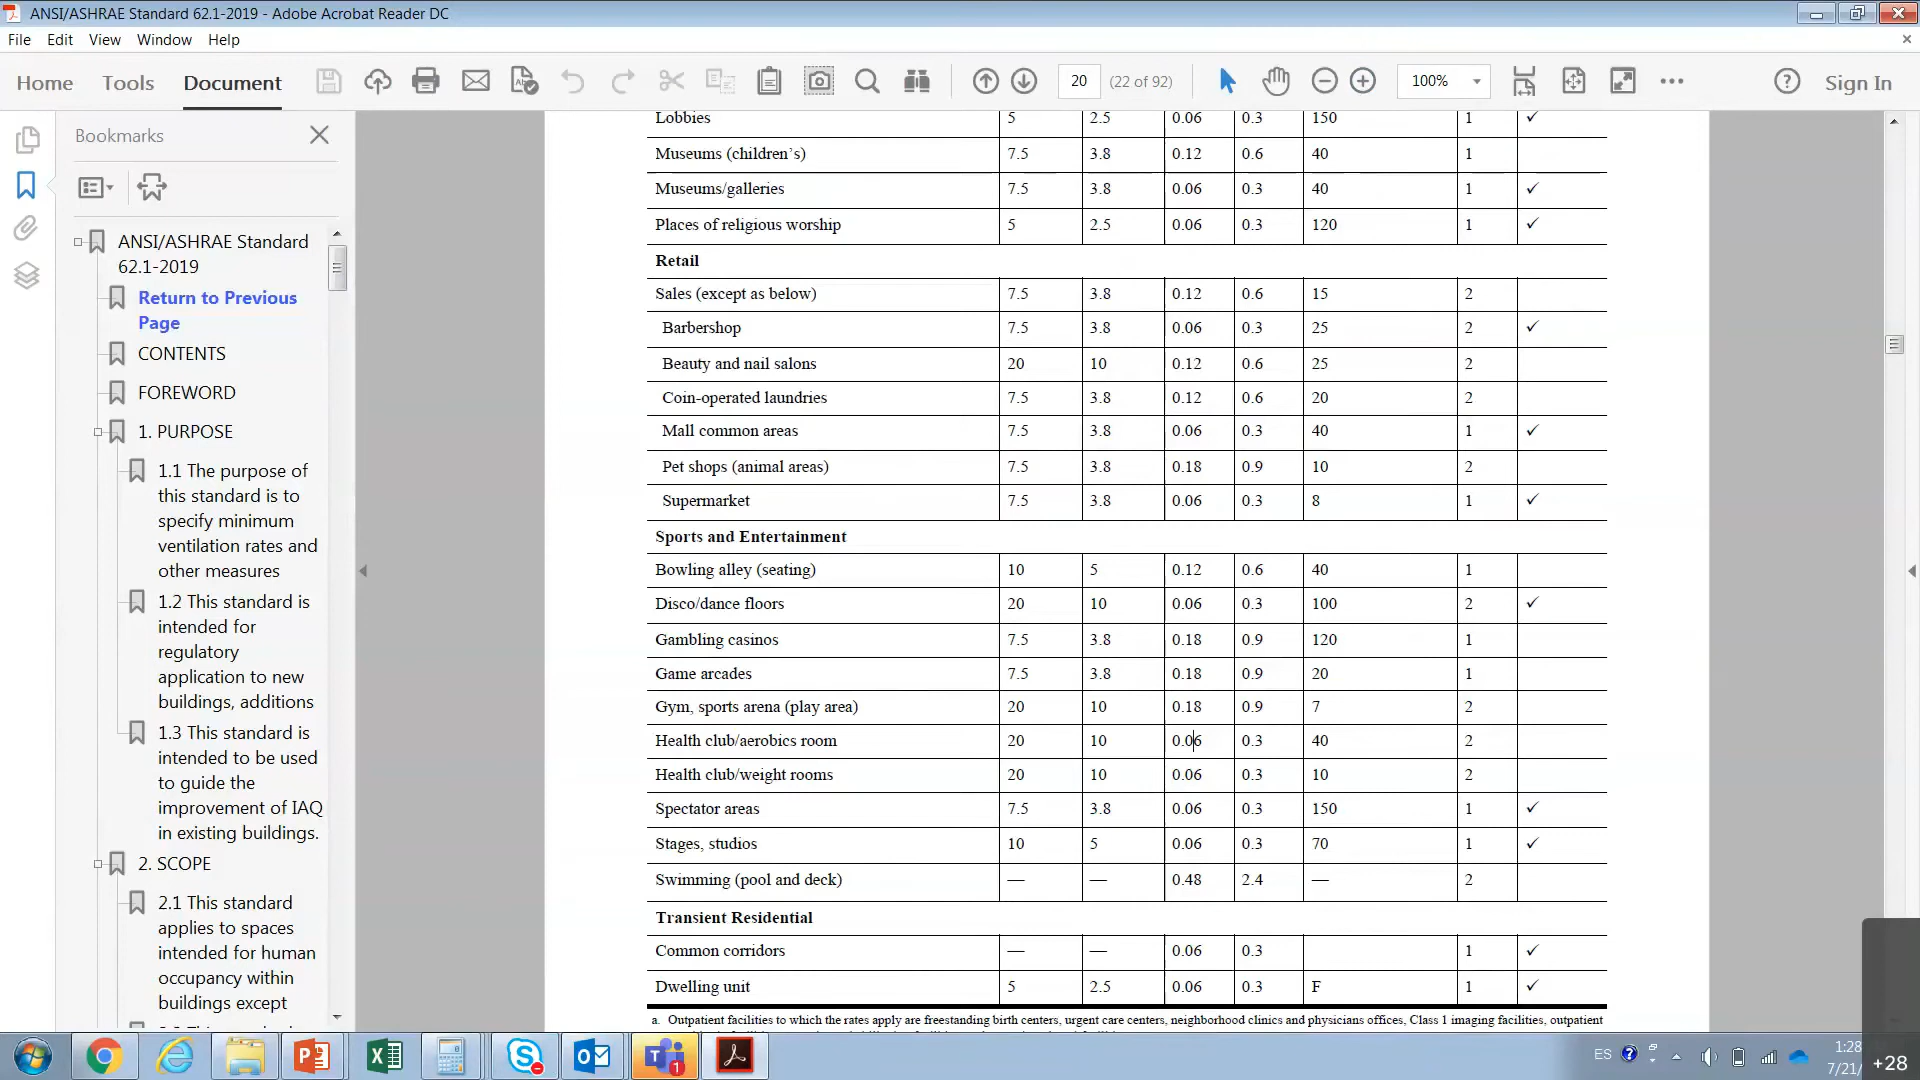 ANSI/ASHRAE Standard 62.1-2019 - Adobe Acrobat Reader DC
File Edit View Window Help
Home Tools Document 20 (22 of 92) 100% Sign In
Bookmarks
ANSI/ASHRAE Standard
62.1-2019
Return to Previous
Page
CONTENTS
FOREWORD
1. PURPOSE
1.1 The purpose of
this standard is to
specify minimum
ventilation rates and
other measures
1.2 This standard is
intended for
regulatory
application to new
buildings, additions
1.3 This standard is
intended to be used
to guide the
improvement of IAQ
in existing buildings.
2. SCOPE
2.1 This standard
applies to spaces
intended for human
occupancy within
buildings except
Lobbies 5 2.5 0.06 0.3 150 1 ✓
Museums (children's) 7.5 3.8 0.12 0.6 40 1
Museums/galleries 7.5 3.8 0.06 0.3 40 1 ✓
Places of religious worship 5 2.5 0.06 0.3 120 1 ✓
Retail
Sales (except as below) 7.5 3.8 0.12 0.6 15 2
Barbershop 7.5 3.8 0.06 0.3 25 2 ✓
Beauty and nail salons 20 10 0.12 0.6 25 2
Coin-operated laundries 7.5 3.8 0.12 0.6 20 2
Mall common areas 7.5 3.8 0.06 0.3 40 1 ✓
Pet shops (animal areas) 7.5 3.8 0.18 0.9 10 2
Supermarket 7.5 3.8 0.06 0.3 8 1 ✓
Sports and Entertainment
Bowling alley (seating) 10 5 0.12 0.6 40 1
Disco/dance floors 20 10 0.06 0.3 100 2 ✓
Gambling casinos 7.5 3.8 0.18 0.9 120 1
Game arcades 7.5 3.8 0.18 0.9 20 1
Gym, sports arena (play area) 20 10 0.18 0.9 7 2
Health club/aerobics room 20 10 0.06 0.3 40 2
Health club/weight rooms 20 10 0.06 0.3 10 2
Spectator areas 7.5 3.8 0.06 0.3 150 1 ✓
Stages, studios 10 5 0.06 0.3 70 1 ✓
Swimming (pool and deck) — — 0.48 2.4 — 2
Transient Residential
Common corridors — — 0.06 0.3 1 ✓
Dwelling unit 5 2.5 0.06 0.3 F 1 ✓
a. Outpatient facilities to which the rates apply are freestanding birth centers, urgent care centers, neighborhood clinics and physicians offices, Class 1 imaging facilities, outpatient
ES 1:28
7/21/
+28